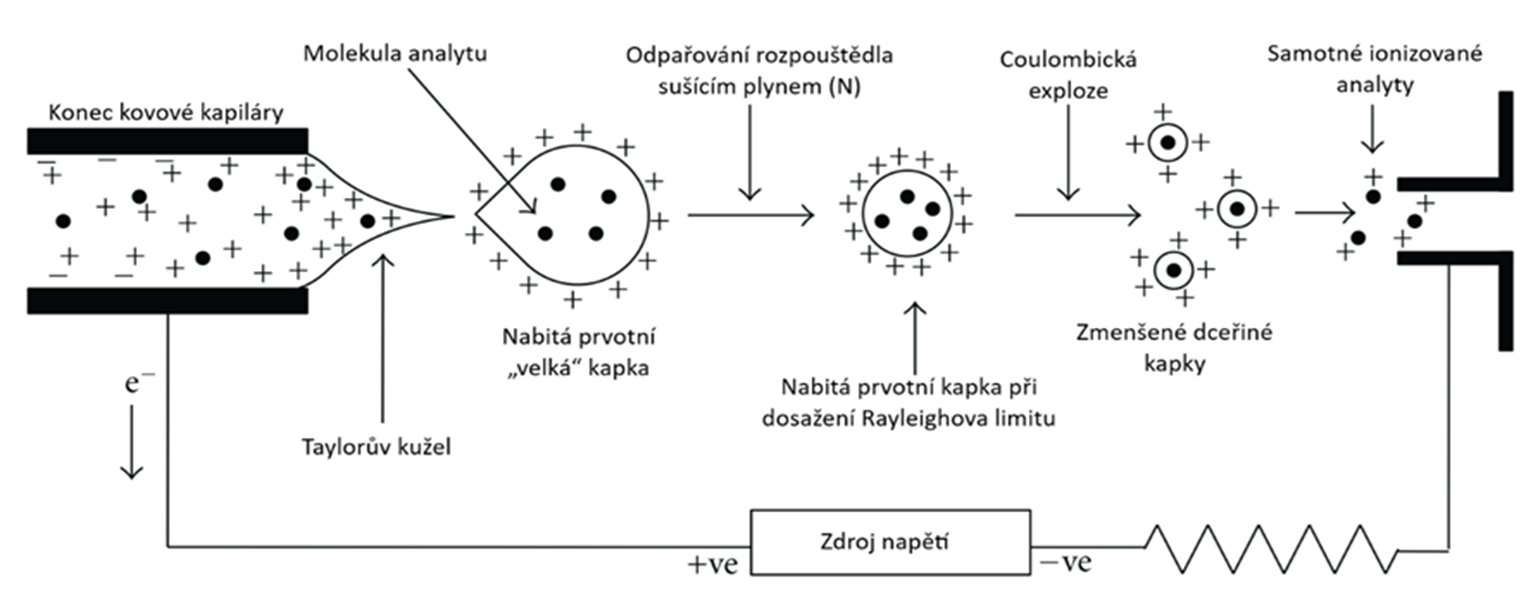 Konec kovové kapiláry
Molekula analytu
Odpařování rozpouštědla
sušícím plynem (N)
Coulombická
exploze
Samotné ionizované
analyty
Nabitá prvotní
„velká“ kapka
Zmenšené dceřiné
kapky
Nabitá prvotní kapka při
dosažení Rayleighova limitu
Taylorův kužel
e⁻
Zdroj napětí
+ve
−ve